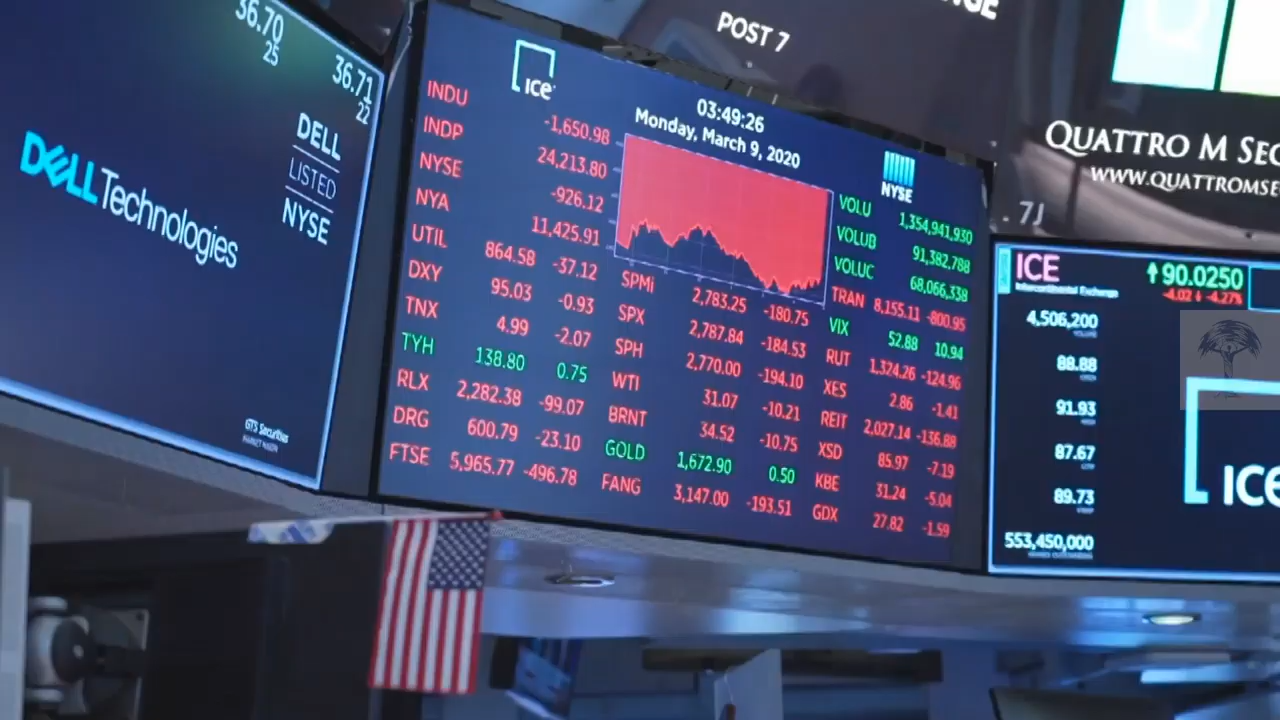 36.70
25
36.71
22
DELL
LISTED
NYSE
DELL Technologies
GTS Securities
MARKET MAKER
POST 7
ICE
03:49:26
Monday, March 9, 2020
NYSE
INDU -1,650.98
INDP 24,213.80
NYSE -926.12
NYA 11,425.91
UTIL 864.58 -37.12
DXY 95.03 -0.93
TNX 4.99 -2.07
TYH 138.80 0.75
RLX 2,282.38 -99.07
DRG 600.79 -23.10
FTSE 5,965.77 -496.78
SPMi 2,783.25 -180.75
SPX 2,787.84 -184.53
SPH 2,770.00 -194.10
WTI 31.07 -10.21
BRNT 34.52 -10.75
GOLD 1,672.90 0.50
FANG 3,147.00 -193.51
VOLU 1,354,941,930
VOLUB 91,382,788
VOLUC 68,066,338
TRAN 8,155.11 -800.95
VIX 52.88 10.94
RUT 1,324.26 -124.96
XES 2.86 -1.41
REIT 2,027.14 -136.88
XSD 85.97 -7.19
KBE 31.24 -5.04
GDX 27.82 -1.59
QUATTRO M SEC
WWW.QUATTROMSE
7J
ICE 90.0250
Intercontinental Exchange -4.02 -4.27%
4,506,200
VOLUME
88.88
91.93
87.67
89.73
553,450,000
ICE